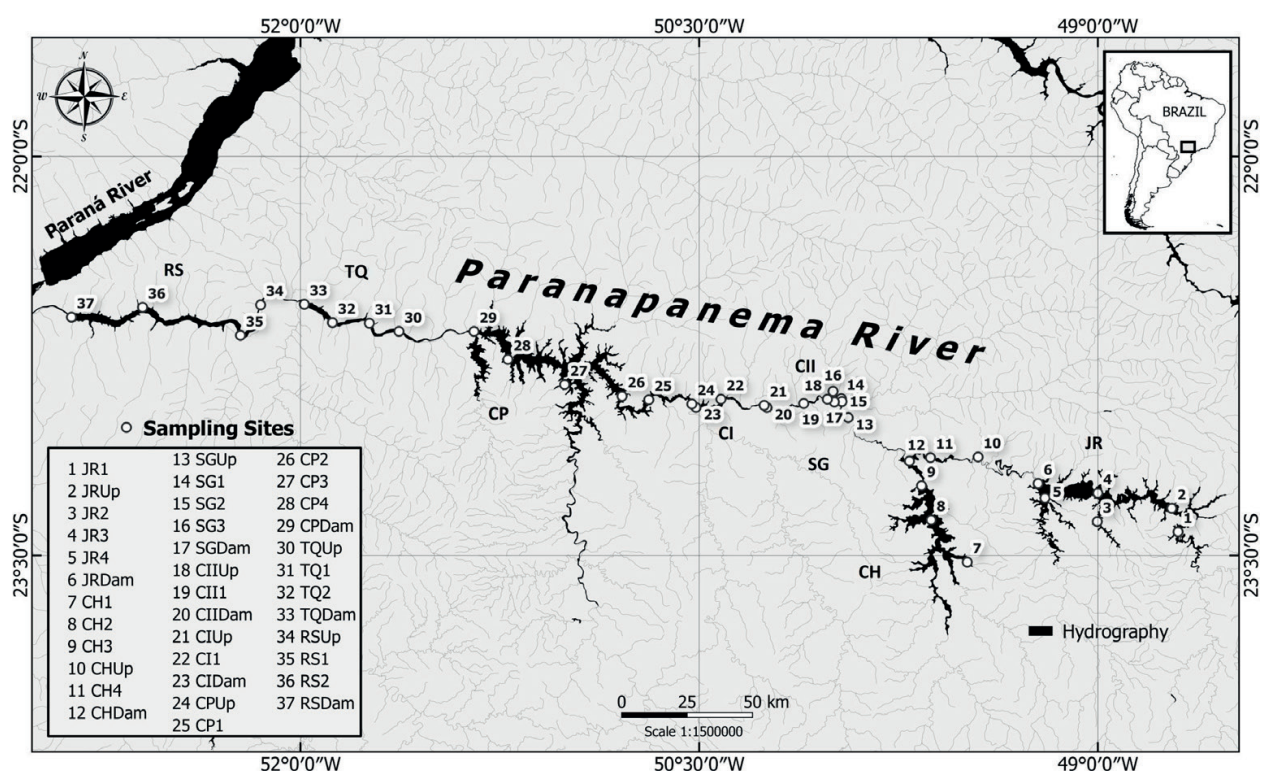 52°0'0"W
50°30'0"W
49°0'0"W
N
W
E
S
BRAZIL
22°0'0"S
22°0'0"S
Paraná River
RS
TQ
Paranapanema River
37
36
35
34
33
32
31
30
29
28
27
26
25
24
23
22
21
20
19
18
17
16
14
15
13
12
11
10
9
8
7
6
5
4
3
2
1
CP
CI
CII
SG
CH
JR
Sampling Sites
1 JR1
2 JRUp
3 JR2
4 JR3
5 JR4
6 JRDam
7 CH1
8 CH2
9 CH3
10 CHUp
11 CH4
12 CHDam
13 SGUp
14 SG1
15 SG2
16 SG3
17 SGDam
18 CIIUp
19 CII1
20 CIIDam
21 CIUp
22 CI1
23 CIDam
24 CPUp
25 CP1
26 CP2
27 CP3
28 CP4
29 CPDam
30 TQUp
31 TQ1
32 TQ2
33 TQDam
34 RSUp
35 RS1
36 RS2
37 RSDam
23°30'0"S
23°30'0"S
Hydrography
0 25 50 km
Scale 1:1500000
52°0'0"W
50°30'0"W
49°0'0"W